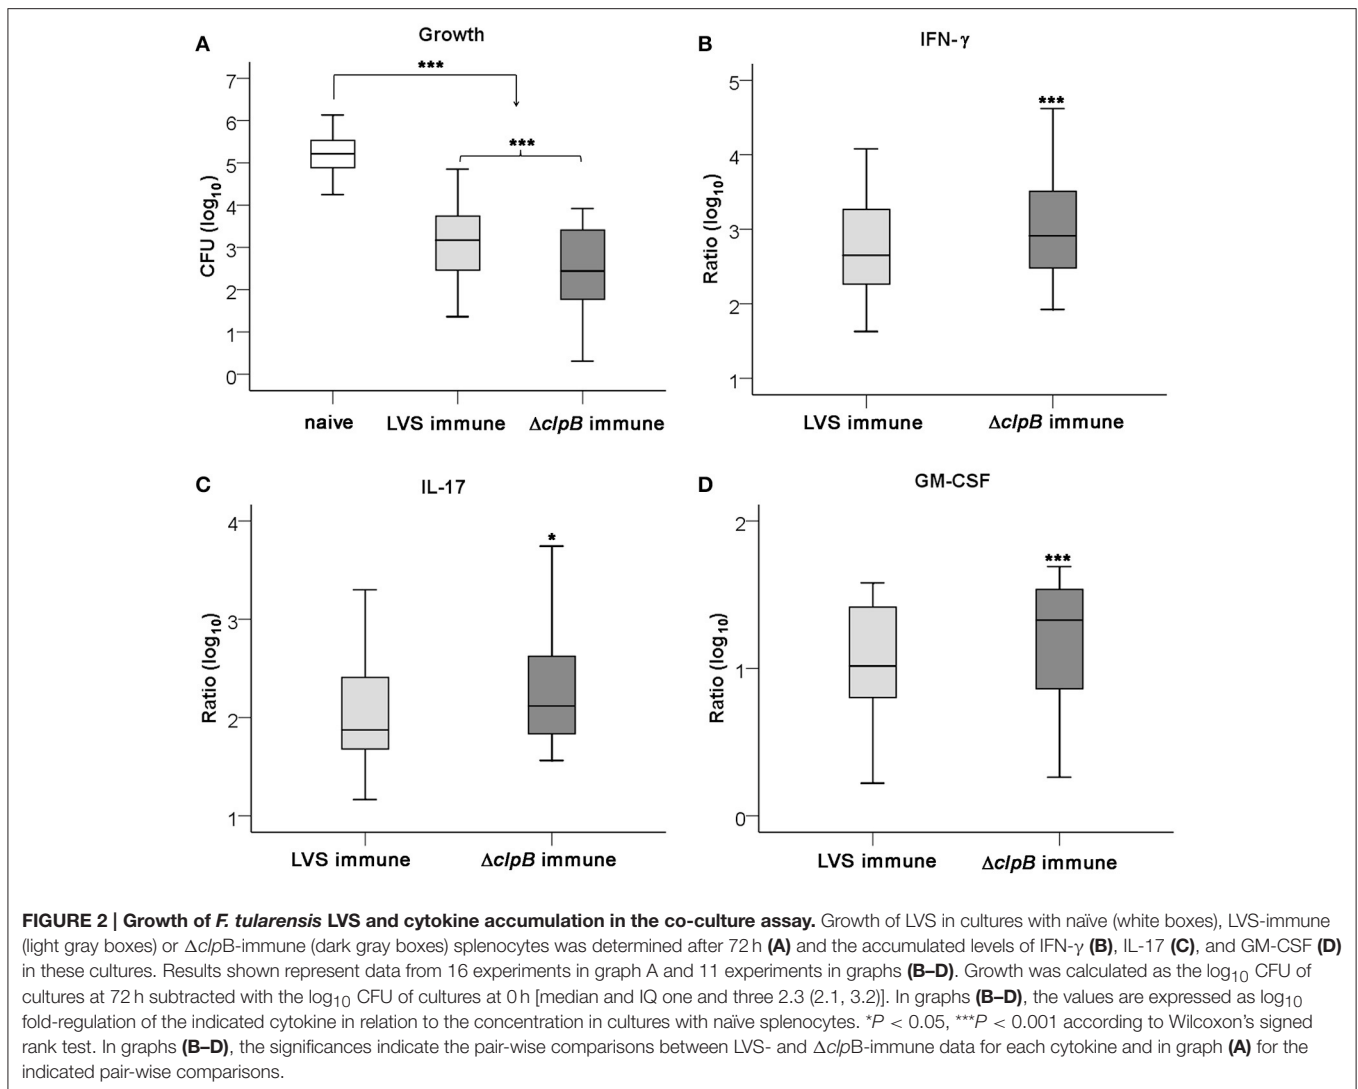 A
Growth
CFU (log10)
7
6
5
4
3
2
1
0
***
***
naive LVS immune ΔclpB immune
B
IFN-γ
Ratio (log10)
5
4
3
2
1
***
LVS immune ΔclpB immune
C
IL-17
Ratio (log10)
4
3
2
1
*
LVS immune ΔclpB immune
D
GM-CSF
Ratio (log10)
2
1
0
***
LVS immune ΔclpB immune
FIGURE 2 | Growth of F. tularensis LVS and cytokine accumulation in the co-culture assay. Growth of LVS in cultures with naïve (white boxes), LVS-immune
(light gray boxes) or ΔclpB-immune (dark gray boxes) splenocytes was determined after 72 h (A) and the accumulated levels of IFN-γ (B), IL-17 (C), and GM-CSF (D)
in these cultures. Results shown represent data from 16 experiments in graph A and 11 experiments in graphs (B–D). Growth was calculated as the log10 CFU of
cultures at 72 h subtracted with the log10 CFU of cultures at 0 h [median and IQ one and three 2.3 (2.1, 3.2)]. In graphs (B–D), the values are expressed as log10
fold-regulation of the indicated cytokine in relation to the concentration in cultures with naïve splenocytes. *P < 0.05, ***P < 0.001 according to Wilcoxon's signed
rank test. In graphs (B–D), the significances indicate the pair-wise comparisons between LVS- and ΔclpB-immune data for each cytokine and in graph (A) for the
indicated pair-wise comparisons.